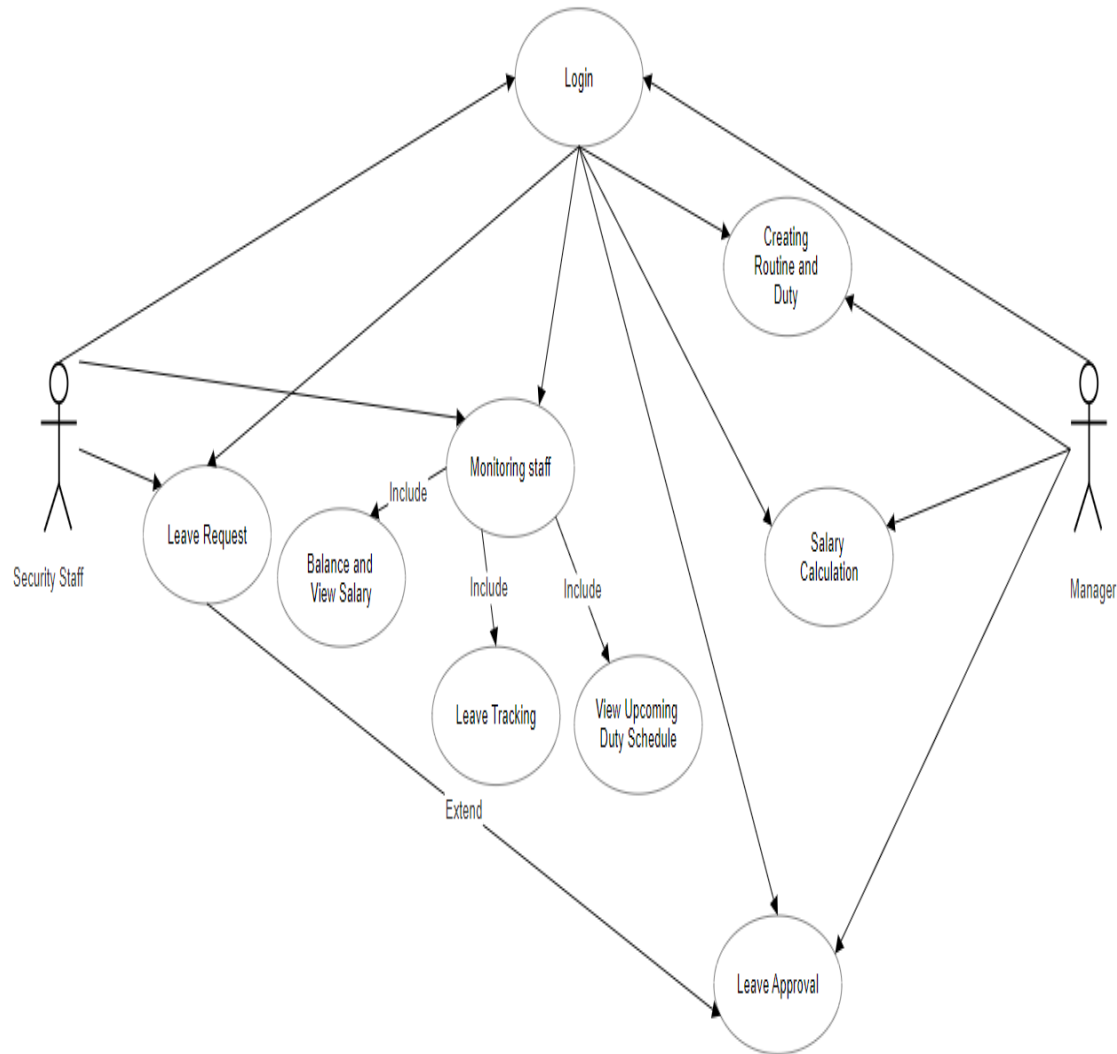 Login
Creating
Routine and
Duty
Monitoring staff
Include
Leave Request
Balance and
View Salary
Include
Include
Salary
Calculation
Security Staff
Manager
Leave Tracking
View Upcoming
Duty Schedule
Extend
Leave Approval